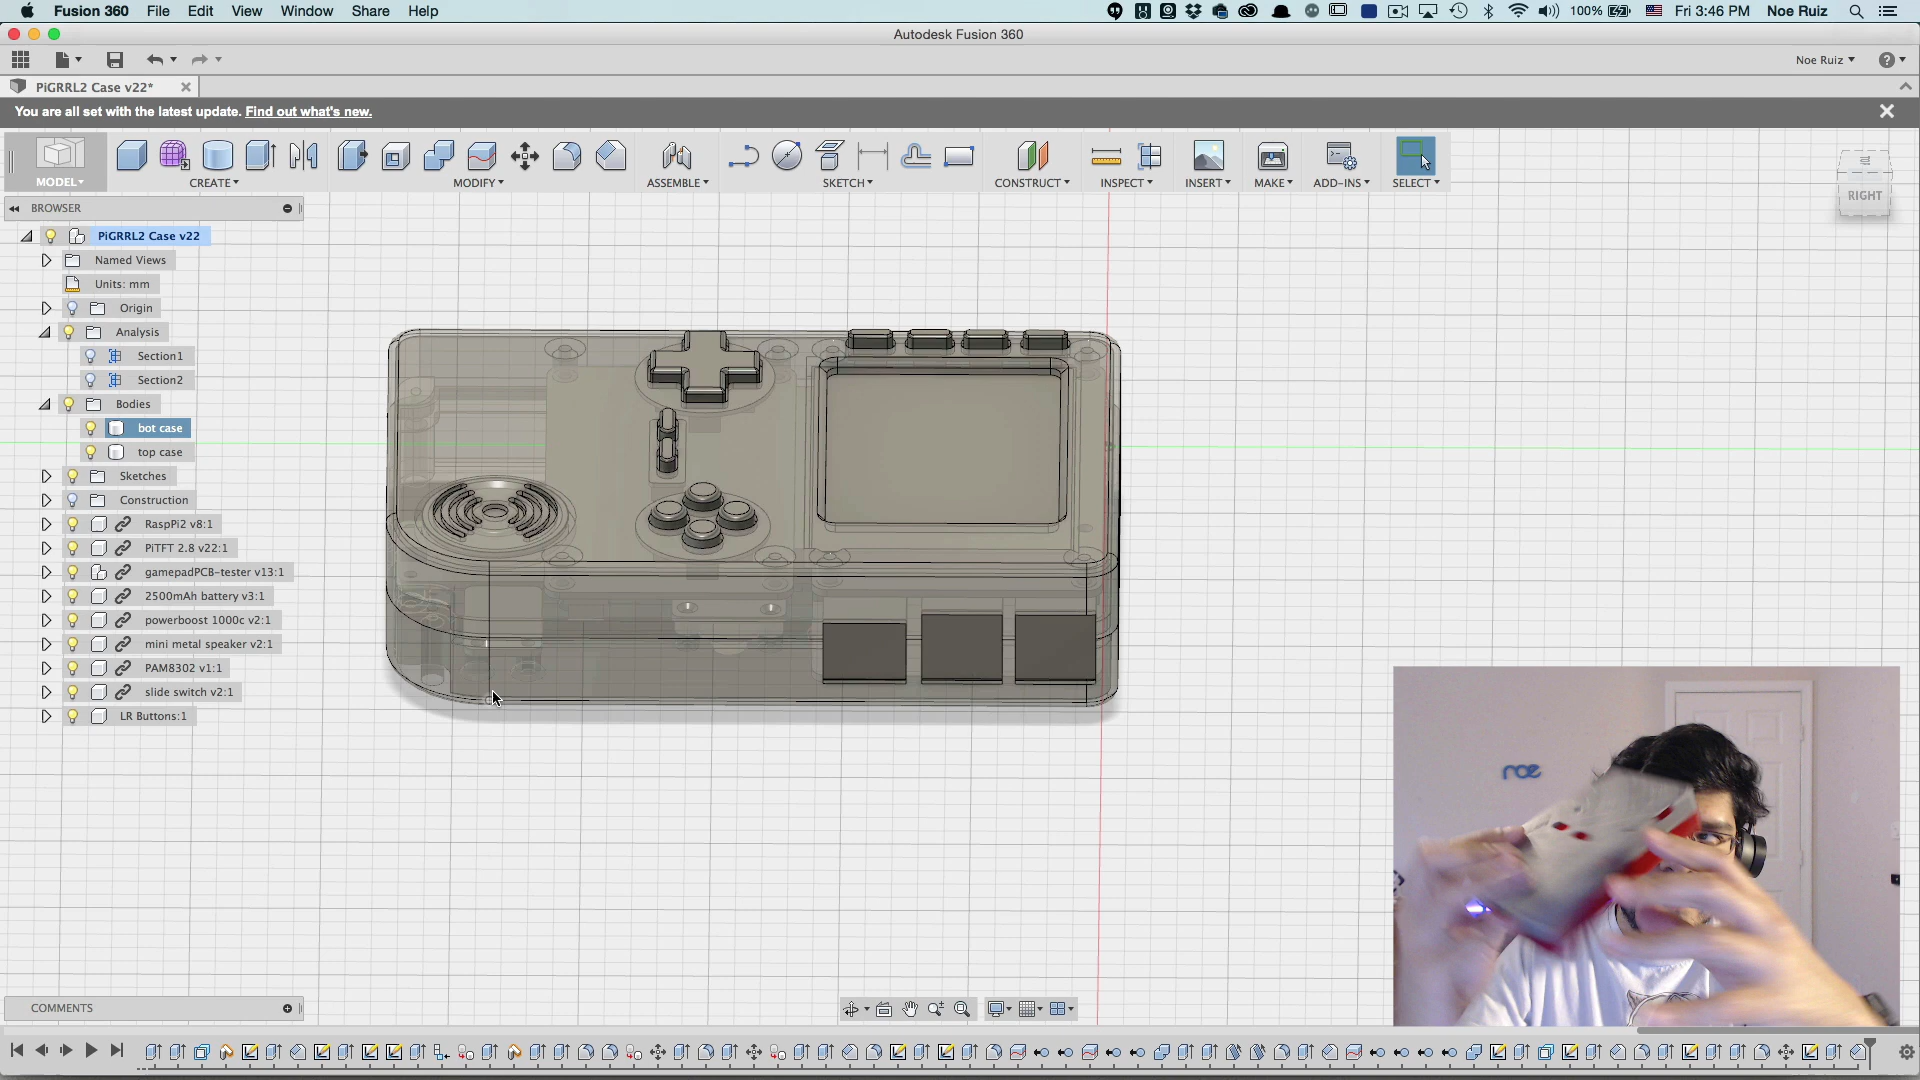 Fusion 360 File Edit View Window Share Help 100% Fri 3:46 PM Noe Ruiz
Autodesk Fusion 360
Noe Ruiz
PiGRRL2 Case v22*
You are all set with the latest update. Find out what's new.
MODEL
CREATE
MODIFY
ASSEMBLE
SKETCH
CONSTRUCT
INSPECT
INSERT
MAKE
ADD-INS
SELECT
RIGHT
BROWSER
PiGRRL2 Case v22
Named Views
Units: mm
Origin
Analysis
Section1
Section2
Bodies
bot case
top case
Sketches
Construction
RaspPi2 v8:1
PiTFT 2.8 v22:1
gamepadPCB-tester v13:1
2500mAh battery v3:1
powerboost 1000c v2:1
mini metal speaker v2:1
PAM8302 v1:1
slide switch v2:1
LR Buttons:1
noe
COMMENTS